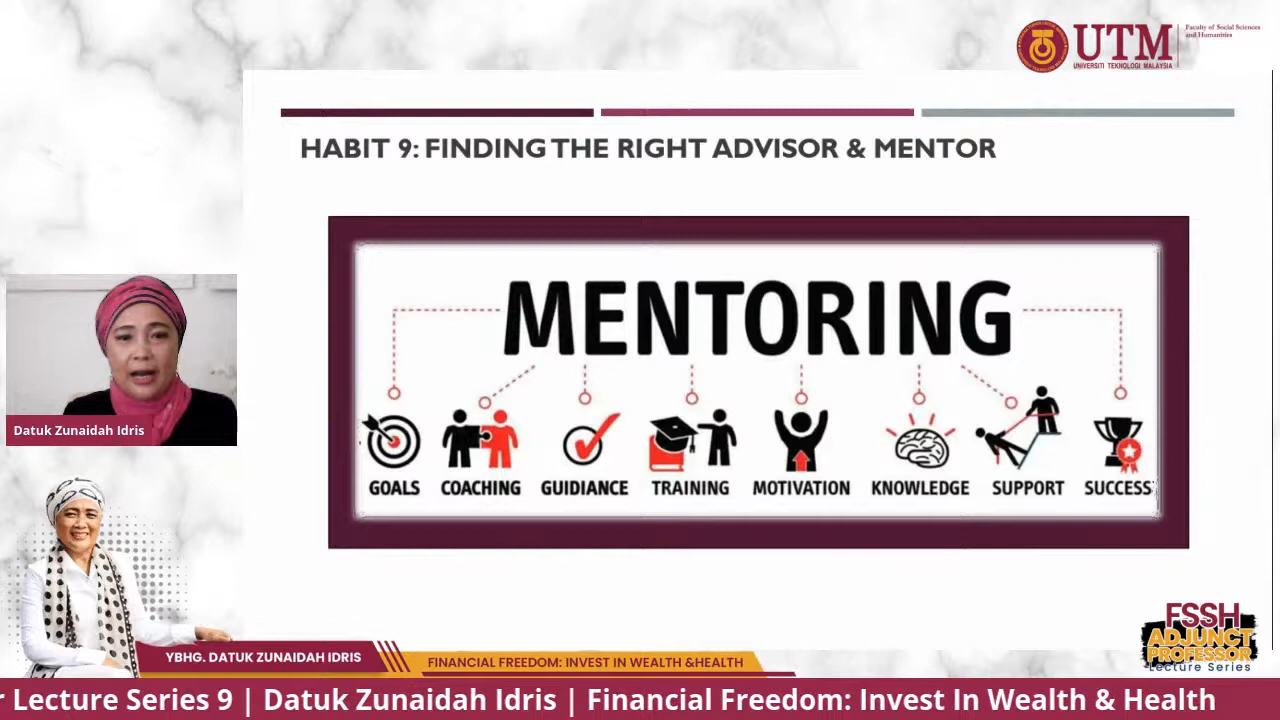 UTM
UNIVERSITI TEKNOLOGI MALAYSIA
Faculty of Social Sciences
and Humanities
HABIT 9: FINDING THE RIGHT ADVISOR & MENTOR
MENTORING
GOALS COACHING GUIDIANCE TRAINING MOTIVATION KNOWLEDGE SUPPORT SUCCESS
Datuk Zunaidah Idris
YBHG. DATUK ZUNAIDAH IDRIS
FINANCIAL FREEDOM: INVEST IN WEALTH &HEALTH
FSSH
ADJUNCT
PROFESSOR
Lecture Series
r Lecture Series 9 | Datuk Zunaidah Idris | Financial Freedom: Invest In Wealth & Health